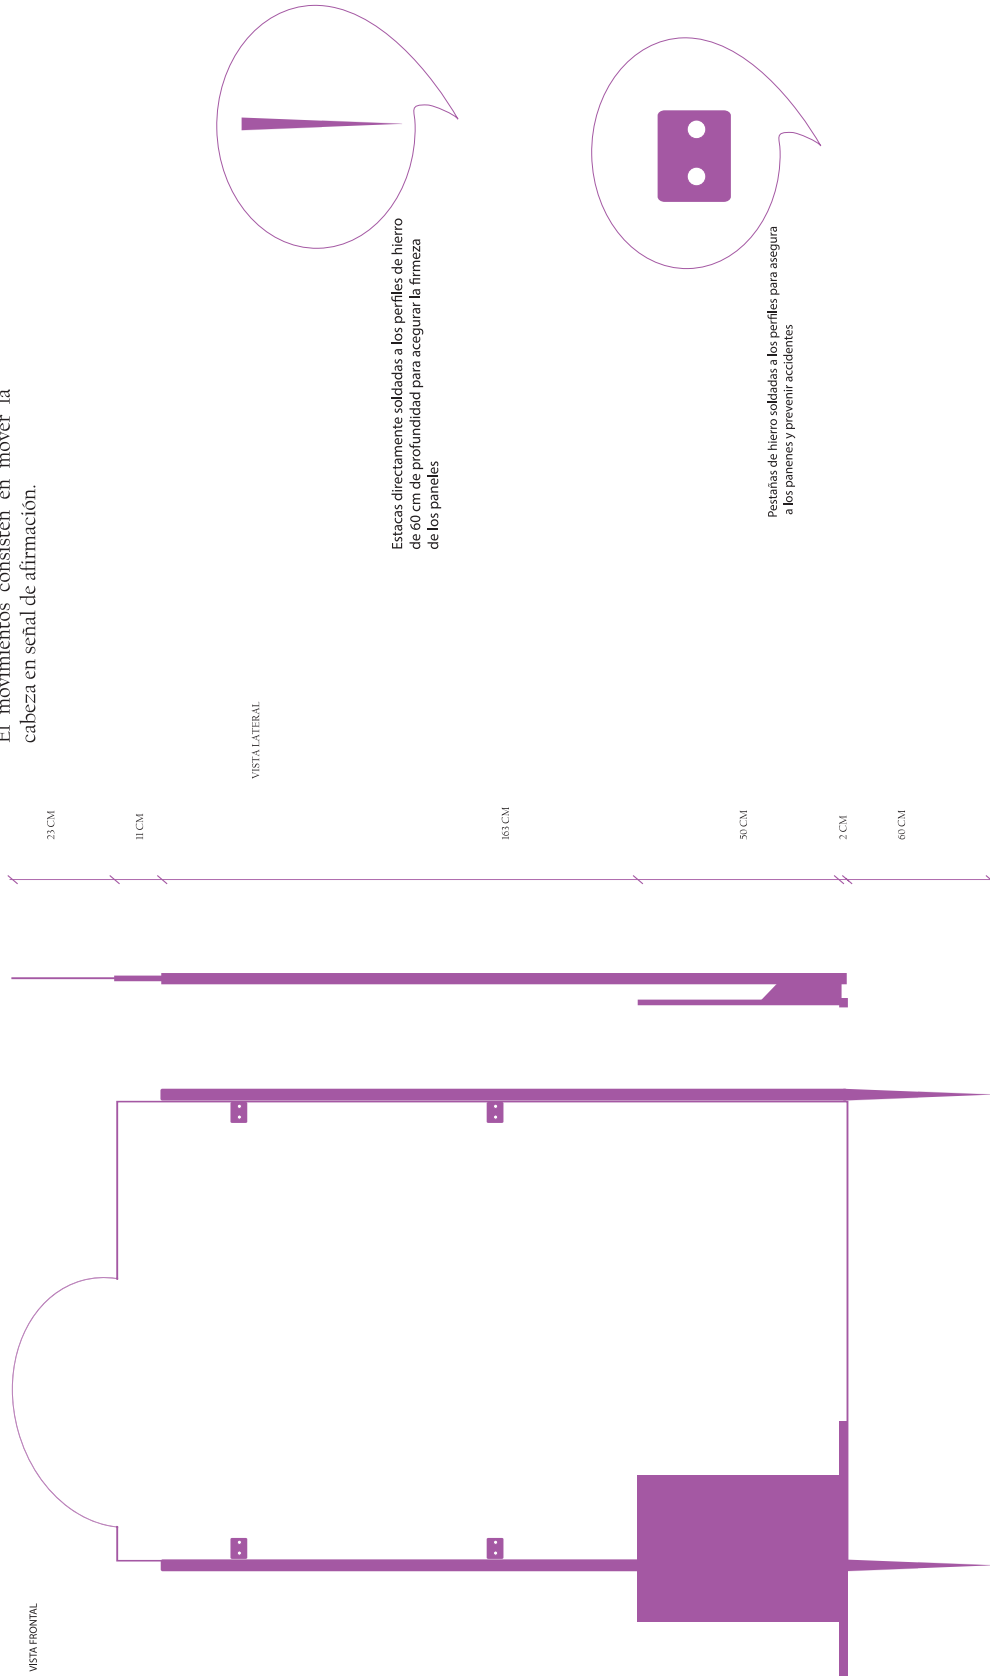 El movimientos consisten en mover la
cabeza en señal de afirmación.
Estacas directamente soldadas a los perfiles de hierro
de 60 cm de profundidad para acegurar la firmeza
de los paneles
Pestañas de hierro soldadas a los perfiles para asegura
a los panenes y prevenir accidentes
VISTA LATERAL
23 CM
11 CM
163 CM
50 CM
2 CM
60 CM
VISTA FRONTAL